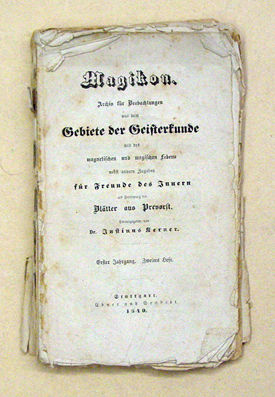 Magikon.
Archiv für Beobachtungen
aus dem
Gebiete der Geisterkunde
und des
magnetischen und magischen Lebens
nebst andern Zugaben
für Freunde des Innern
als Fortsetzung der
Blätter aus Prevorst.
Herausgegeben von
Dr. Justinus Kerner.
Erster Jahrgang. Zweites Heft.
Stuttgart.
Ebner und Seubert.
1840.